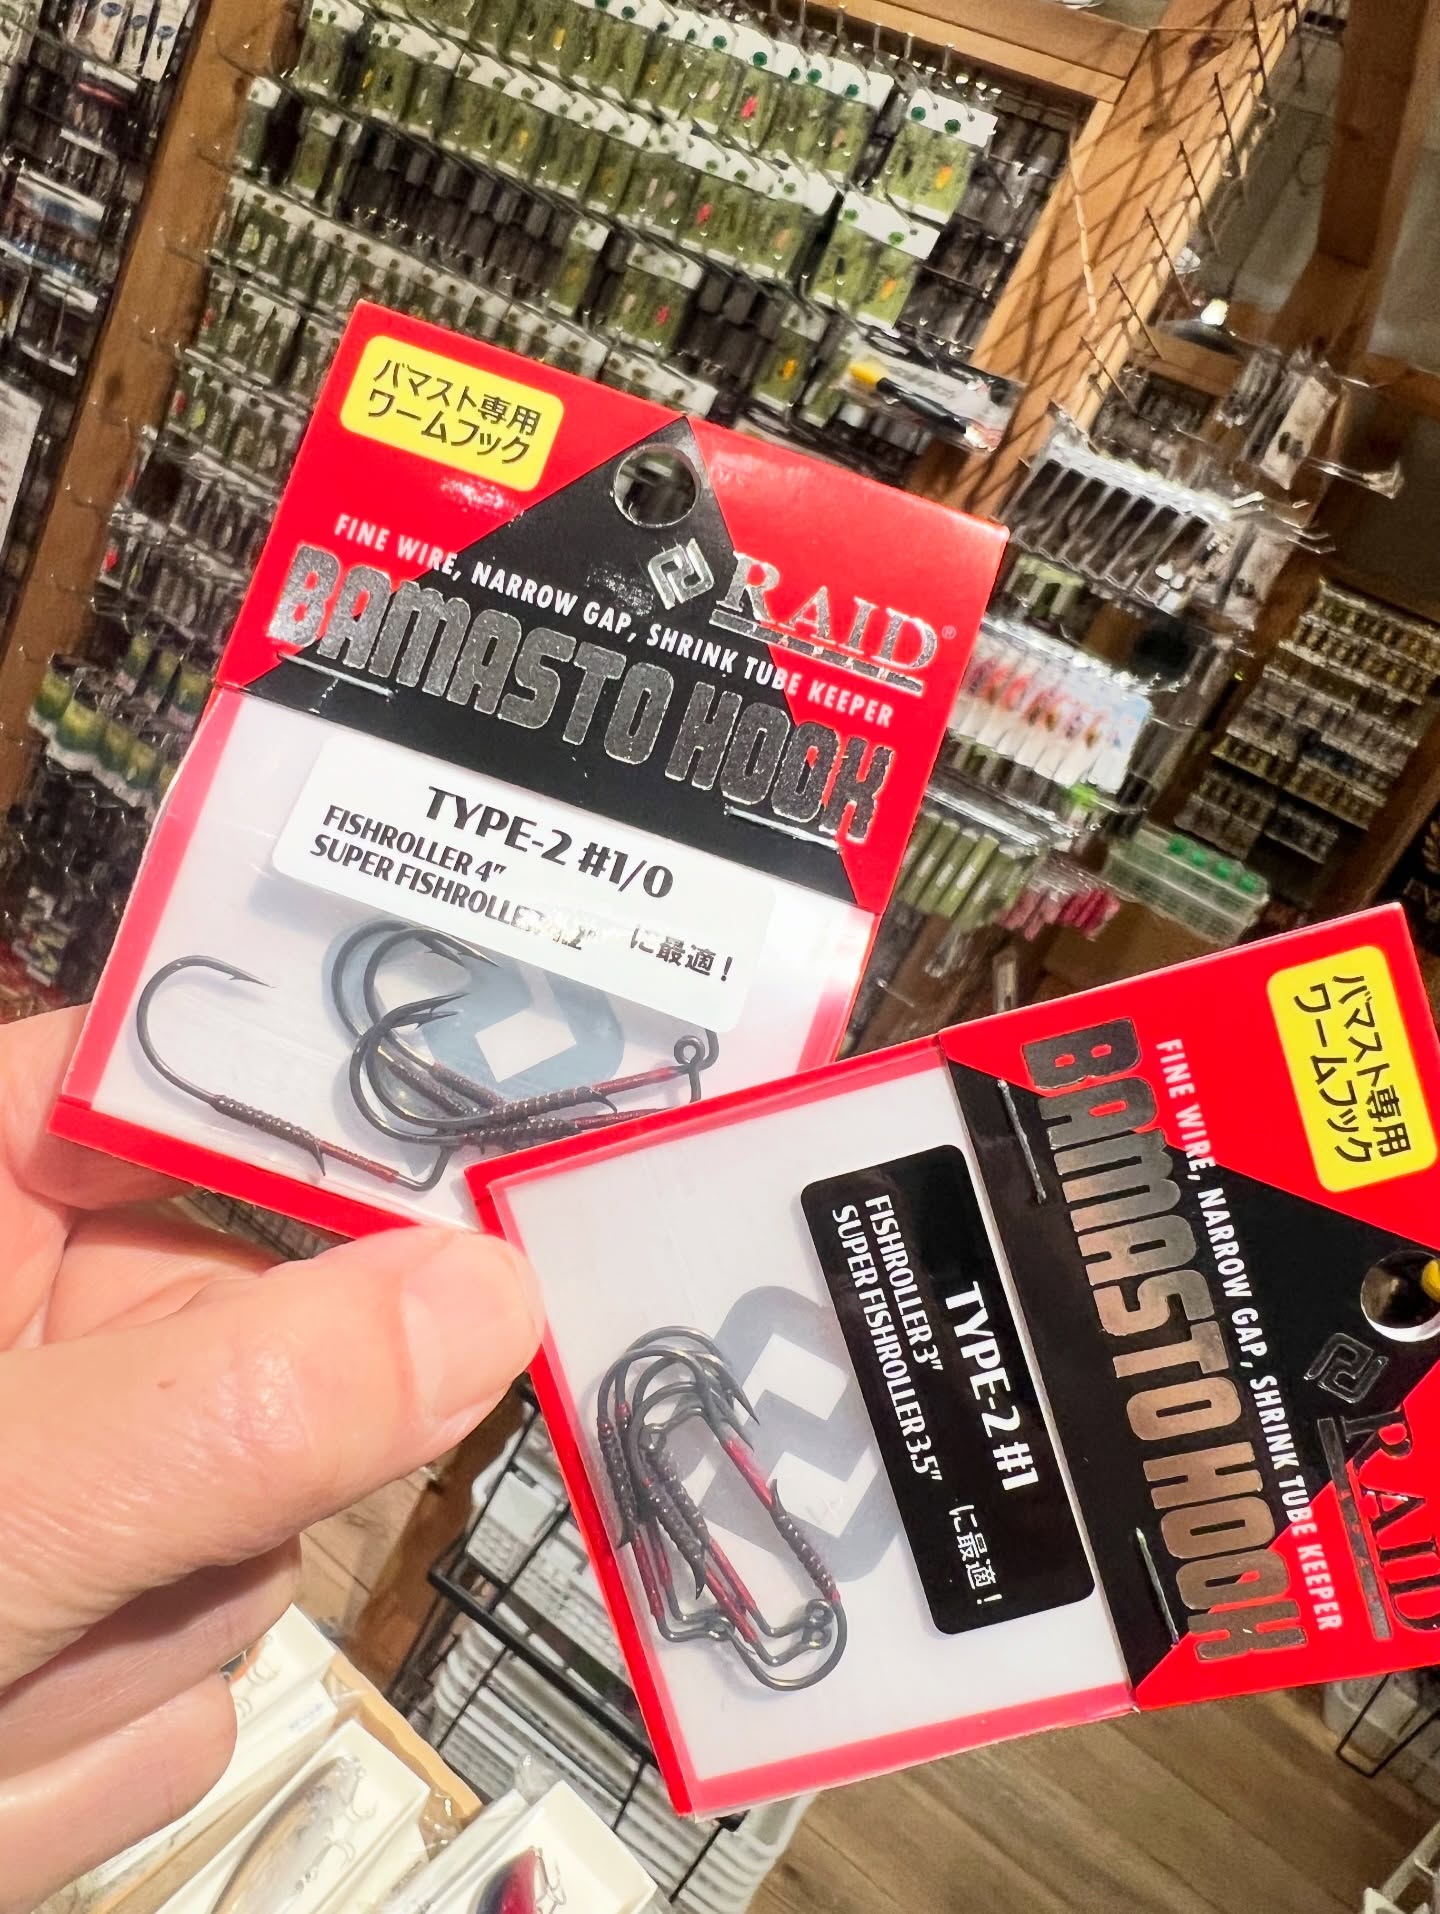 バマスト専用
ワームフック
RAID®
FINE WIRE, NARROW GAP, SHRINK TUBE KEEPER
BAMASTO HOOK
TYPE-2 #1/0
FISHROLLER 4"
SUPER FISHROLLER
に最適！
バマスト専用
ワームフック
RAID
FINE WIRE, NARROW GAP, SHRINK TUBE KEEPER
BAMASTO HOOK
TYPE-2 #1
FISHROLLER 3"
SUPER FISHROLLER 3.5"
に最適！